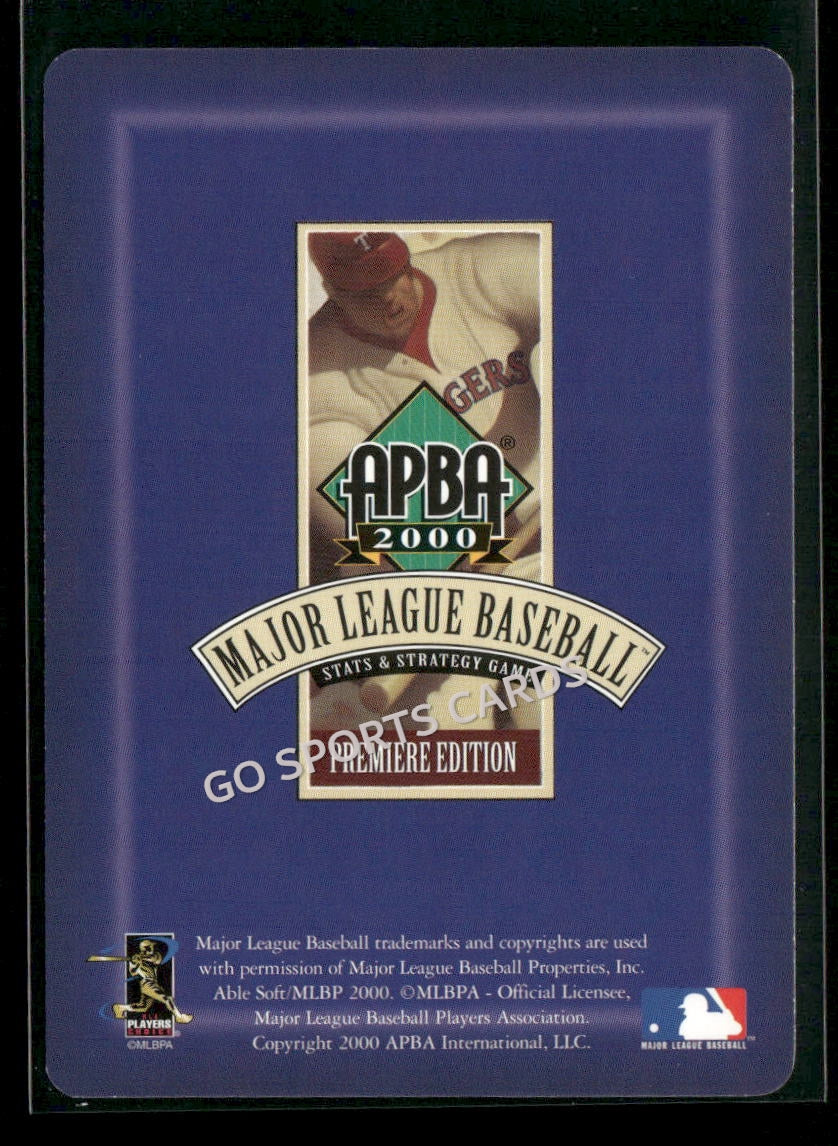 T
GERS
APBA®
2000
MAJOR LEAGUE BASEBALL™
STATS & STRATEGY GAME
GO SPORTS CARDS
PREMIERE EDITION
Major League Baseball trademarks and copyrights are used
with permission of Major League Baseball Properties, Inc.
Able Soft/MLBP 2000. ©MLBPA - Official Licensee,
Major League Baseball Players Association.
Copyright 2000 APBA International, LLC.
PLAYERS
CHOICE®
©MLBPA
MAJOR LEAGUE BASEBALL™